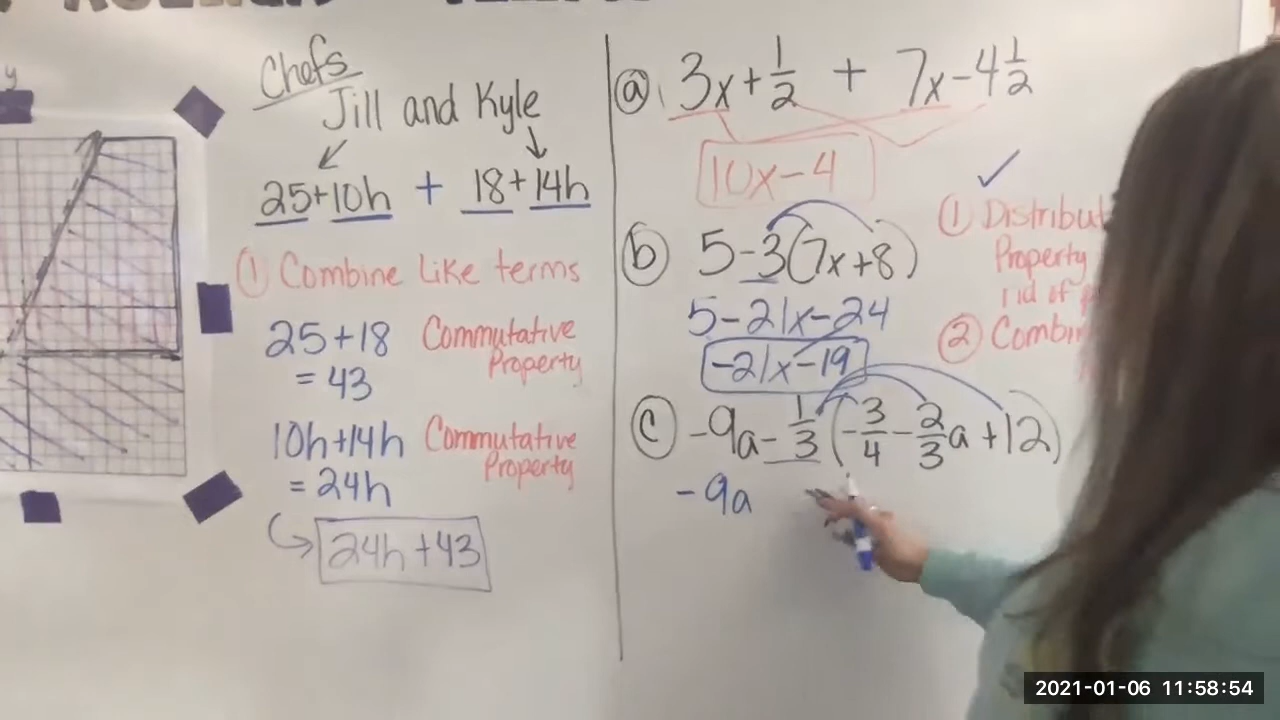 y
Chefs
Jill and Kyle
25+10h + 18+14h
① Combine Like terms
25+18 Commutative
= 43 Property
10h+14h Commutative
= 24h Property
24h+43
ⓐ 3x+1/2 + 7x-4 1/2
10x-4
ⓑ 5-3(7x+8)
5-21x-24
-21x-19
① 
Property
② 
ⓒ -9a-1/3(-3/4-2/3a+12)
-9a
2021-01-06 11:58:54